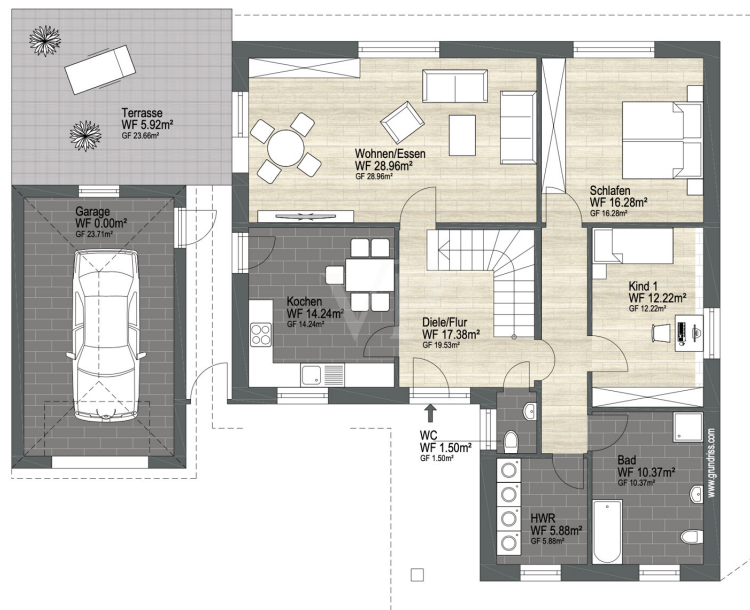 Terrasse
WF 5.92m²
GF 23.66m²
Wohnen/Essen
WF 28.96m²
GF 28.96m²
Schlafen
WF 16.28m²
GF 16.28m²
Garage
WF 0.00m²
GF 23.71m²
Kochen
WF 14.24m²
GF 14.24m²
Diele/Flur
WF 17.38m²
GF 19.53m²
Kind 1
WF 12.22m²
GF 12.22m²
WC
WF 1.50m²
GF 1.50m²
Bad
WF 10.37m²
GF 10.37m²
HWR
WF 5.88m²
GF 5.88m²
www.grundriss.com